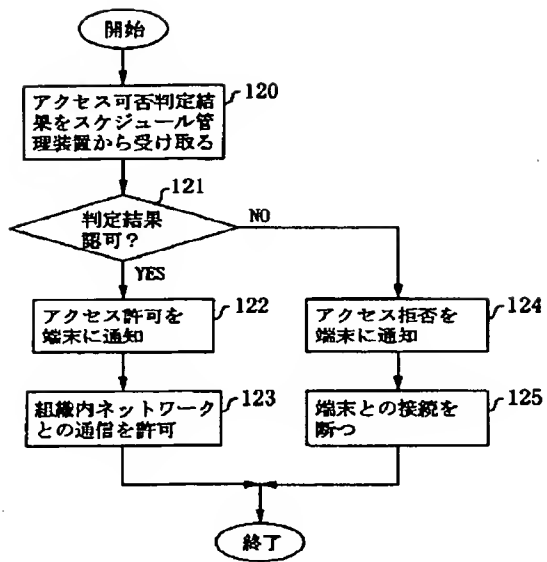 開始
120
アクセス可否判定結
果をスケジュール管
理装置から受け取る
121
判定結果
認可？
NO
YES
122
アクセス許可を
端末に通知
124
アクセス拒否を
端末に通知
123
組織内ネットワーク
との通信を許可
125
端末との接続を
断つ
終了